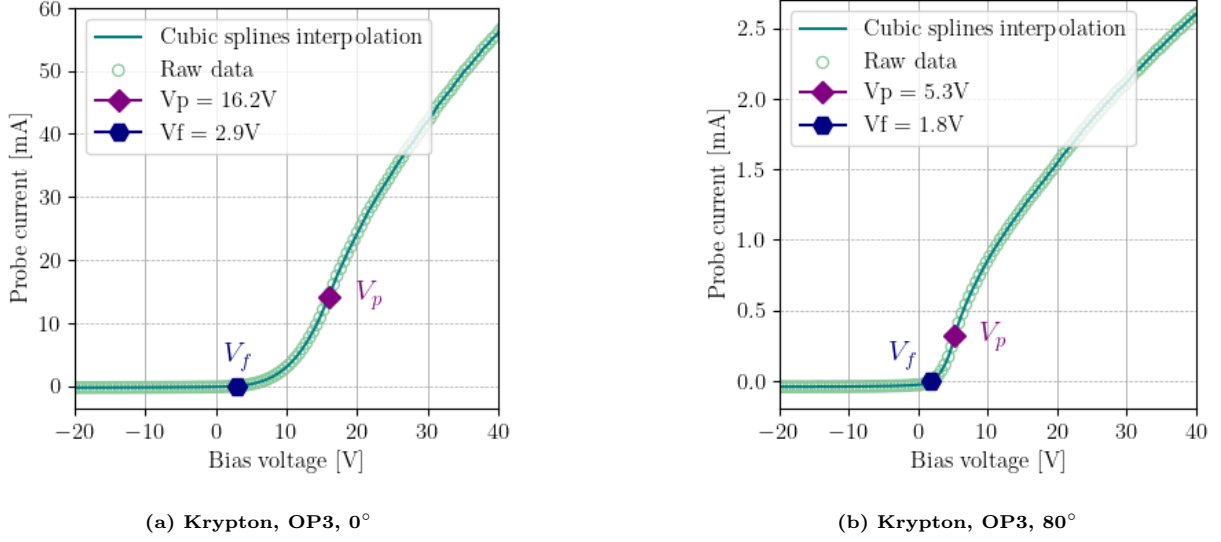 60
50
40
30
20
10
0
Probe current [mA]
Cubic splines interpolation
Raw data
Vp = 16.2V
Vf = 2.9V
V_p
V_f
−20 −10 0 10 20 30 40
Bias voltage [V]
(a) Krypton, OP3, 0°
2.5
2.0
1.5
1.0
0.5
0.0
Probe current [mA]
Cubic splines interpolation
Raw data
Vp = 5.3V
Vf = 1.8V
V_f
V_p
−20 −10 0 10 20 30 40
Bias voltage [V]
(b) Krypton, OP3, 80°